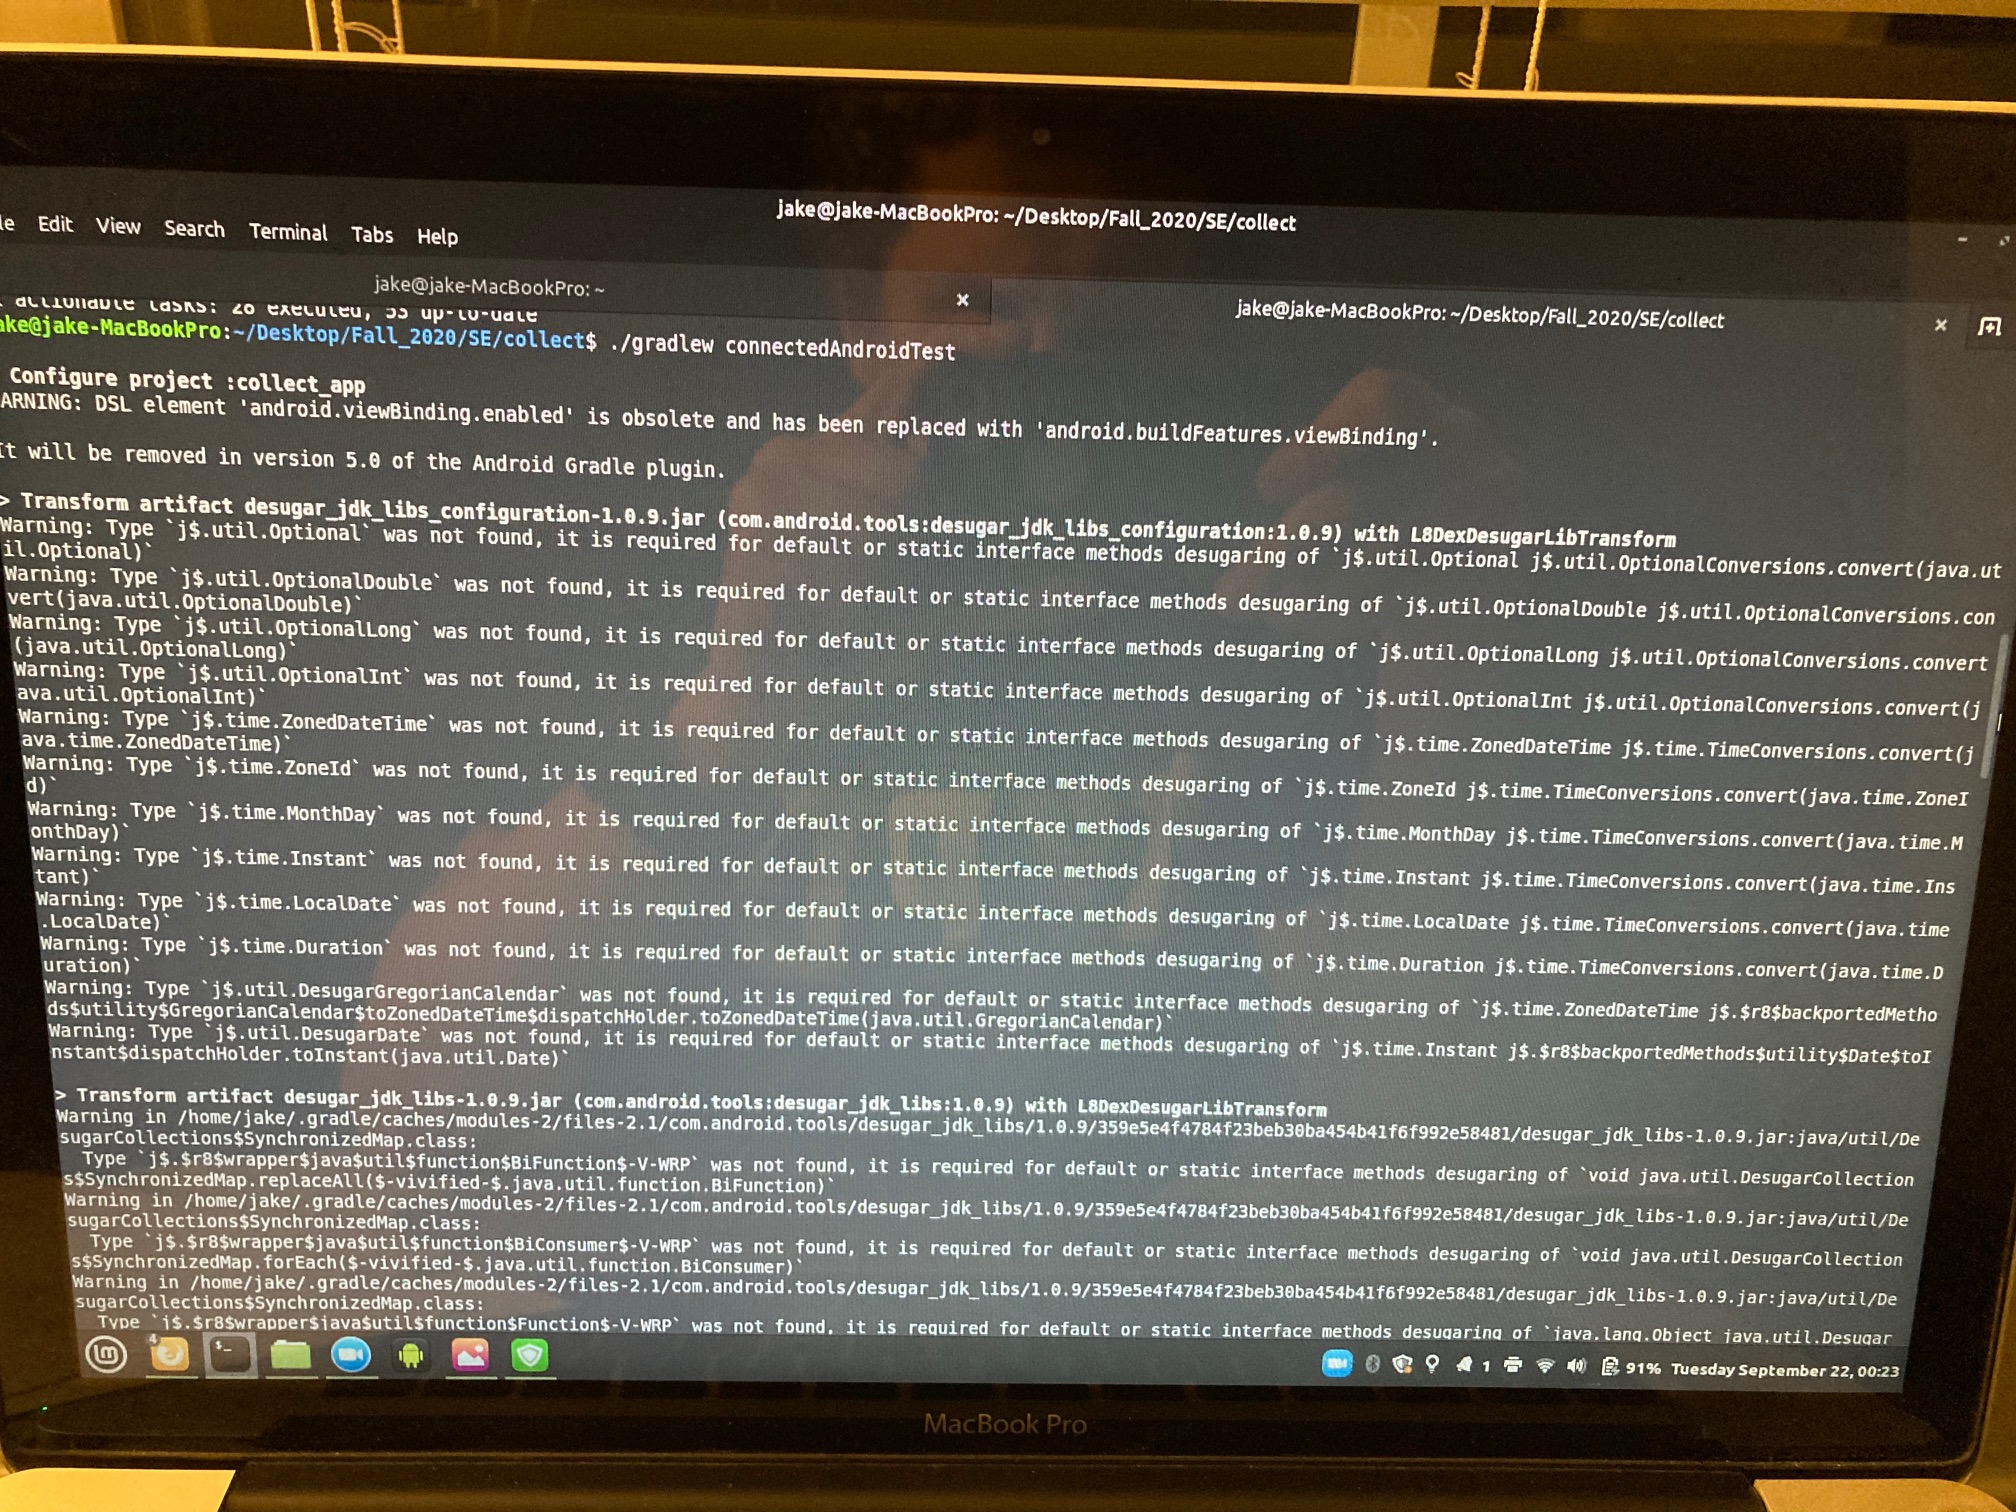 le Edit View Search Terminal Tabs Help
jake@jake-MacBookPro: ~/Desktop/Fall_2020/SE/collect
jake@jake-MacBookPro: ~
jake@jake-MacBookPro: ~/Desktop/Fall_2020/SE/collect
actionable tasks: 28 executed, 53 up-to-date
ake@jake-MacBookPro:~/Desktop/Fall_2020/SE/collect$ ./gradlew connectedAndroidTest
Configure project :collect_app
ARNING: DSL element 'android.viewBinding.enabled' is obsolete and has been replaced with 'android.buildFeatures.viewBinding'.
It will be removed in version 5.0 of the Android Gradle plugin.
> Transform artifact desugar_jdk_libs_configuration-1.0.9.jar (com.android.tools:desugar_jdk_libs_configuration:1.0.9) with L8DexDesugarLibTransform
Warning: Type `j$.util.Optional` was not found, it is required for default or static interface methods desugaring of `j$.util.Optional j$.util.OptionalConversions.convert(java.ut
il.Optional)`
Warning: Type `j$.util.OptionalDouble` was not found, it is required for default or static interface methods desugaring of `j$.util.OptionalDouble j$.util.OptionalConversions.con
vert(java.util.OptionalDouble)`
Warning: Type `j$.util.OptionalLong` was not found, it is required for default or static interface methods desugaring of `j$.util.OptionalLong j$.util.OptionalConversions.convert
(java.util.OptionalLong)`
Warning: Type `j$.util.OptionalInt` was not found, it is required for default or static interface methods desugaring of `j$.util.OptionalInt j$.util.OptionalConversions.convert(j
ava.util.OptionalInt)`
Warning: Type `j$.time.ZonedDateTime` was not found, it is required for default or static interface methods desugaring of `j$.time.ZonedDateTime j$.time.TimeConversions.convert(j
ava.time.ZonedDateTime)`
Warning: Type `j$.time.ZoneId` was not found, it is required for default or static interface methods desugaring of `j$.time.ZoneId j$.time.TimeConversions.convert(java.time.ZoneI
d)`
Warning: Type `j$.time.MonthDay` was not found, it is required for default or static interface methods desugaring of `j$.time.MonthDay j$.time.TimeConversions.convert(java.time.M
onthDay)`
Warning: Type `j$.time.Instant` was not found, it is required for default or static interface methods desugaring of `j$.time.Instant j$.time.TimeConversions.convert(java.time.Ins
tant)`
Warning: Type `j$.time.LocalDate` was not found, it is required for default or static interface methods desugaring of `j$.time.LocalDate j$.time.TimeConversions.convert(java.time
.LocalDate)`
Warning: Type `j$.time.Duration` was not found, it is required for default or static interface methods desugaring of `j$.time.Duration j$.time.TimeConversions.convert(java.time.D
uration)`
Warning: Type `j$.util.DesugarGregorianCalendar` was not found, it is required for default or static interface methods desugaring of `j$.time.ZonedDateTime j$.$r8$backportedMetho
ds$utility$GregorianCalendar$toZonedDateTime$dispatchHolder.toZonedDateTime(java.util.GregorianCalendar)`
Warning: Type `j$.util.DesugarDate` was not found, it is required for default or static interface methods desugaring of `j$.time.Instant j$.$r8$backportedMethods$utility$Date$toI
nstant$dispatchHolder.toInstant(java.util.Date)`
> Transform artifact desugar_jdk_libs-1.0.9.jar (com.android.tools:desugar_jdk_libs:1.0.9) with L8DexDesugarLibTransform
Warning in /home/jake/.gradle/caches/modules-2/files-2.1/com.android.tools/desugar_jdk_libs/1.0.9/359e5e4f4784f23beb30ba454b41f6f992e58481/desugar_jdk_libs-1.0.9.jar:java/util/De
sugarCollections$SynchronizedMap.class:
Type `j$.$r8$wrapper$java$util$function$BiFunction$-V-WRP` was not found, it is required for default or static interface methods desugaring of `void java.util.DesugarCollection
s$SynchronizedMap.replaceAll($-vivified-$.java.util.function.BiFunction)`
Warning in /home/jake/.gradle/caches/modules-2/files-2.1/com.android.tools/desugar_jdk_libs/1.0.9/359e5e4f4784f23beb30ba454b41f6f992e58481/desugar_jdk_libs-1.0.9.jar:java/util/De
sugarCollections$SynchronizedMap.class:
Type `j$.$r8$wrapper$java$util$function$BiConsumer$-V-WRP` was not found, it is required for default or static interface methods desugaring of `void java.util.DesugarCollection
s$SynchronizedMap.forEach($-vivified-$.java.util.function.BiConsumer)`
Warning in /home/jake/.gradle/caches/modules-2/files-2.1/com.android.tools/desugar_jdk_libs/1.0.9/359e5e4f4784f23beb30ba454b41f6f992e58481/desugar_jdk_libs-1.0.9.jar:java/util/De
sugarCollections$SynchronizedMap.class:
Type `j$.$r8$wrapper$java$util$function$Function$-V-WRP` was not found, it is required for default or static interface methods desugaring of `java.lang.Object java.util.Desugar
4
1 91% Tuesday September 22, 00:23
MacBook Pro